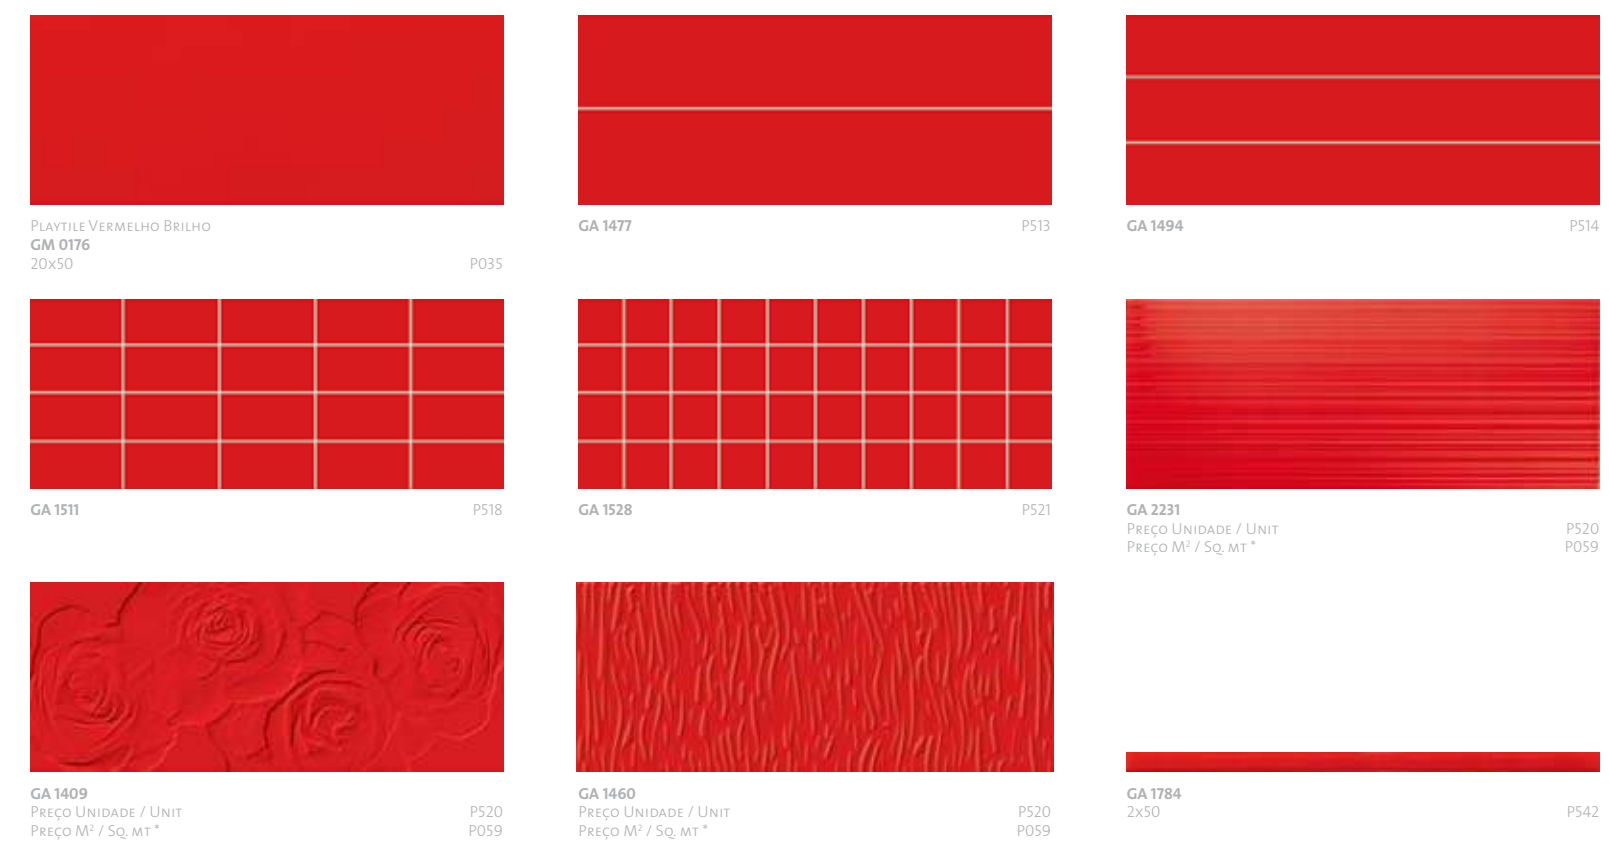 Playtile Vermelho Brilho
GM 0176
20x50 P035
GA 1477 P513
GA 1494 P514
GA 1511 P518
GA 1528 P521
GA 2231
Preço Unidade / Unit P520
Preço M² / Sq. mt * P059
GA 1409
Preço Unidade / Unit P520
Preço M² / Sq. mt * P059
GA 1460
Preço Unidade / Unit P520
Preço M² / Sq. mt * P059
GA 1784
2x50 P542